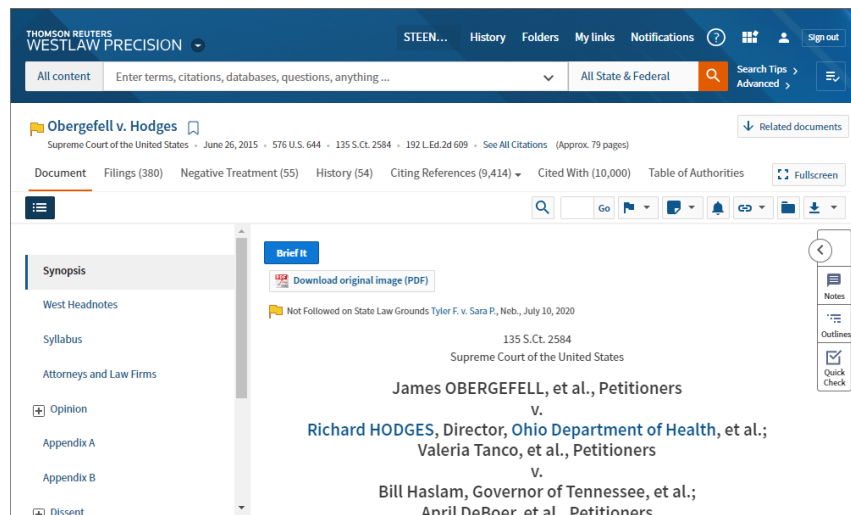 THOMSON REUTERS
WESTLAW PRECISION
STEEN... History Folders My links Notifications ? Sign out
All content Enter terms, citations, databases, questions, anything ... All State & Federal Search Tips
Advanced
Obergefell v. Hodges
Supreme Court of the United States - June 26, 2015 - 576 U.S. 644 - 135 S.Ct. 2584 - 192 L.Ed.2d 609 - See All Citations (Approx. 79 pages)
Related documents
Document Filings (380) Negative Treatment (55) History (54) Citing References (9,414) Cited With (10,000) Table of Authorities Fullscreen
Go
Synopsis
West Headnotes
Syllabus
Attorneys and Law Firms
Opinion
Appendix A
Appendix B
Dissent
Brief It
Download original image (PDF)
Not Followed on State Law Grounds Tyler F. v. Sara P., Neb., July 10, 2020
135 S.Ct. 2584
Supreme Court of the United States
James OBERGEFELL, et al., Petitioners
v.
Richard HODGES, Director, Ohio Department of Health, et al.;
Valeria Tanco, et al., Petitioners
v.
Bill Haslam, Governor of Tennessee, et al.;
April DeBoer, et al., Petitioners
Notes
Outlines
Quick
Check